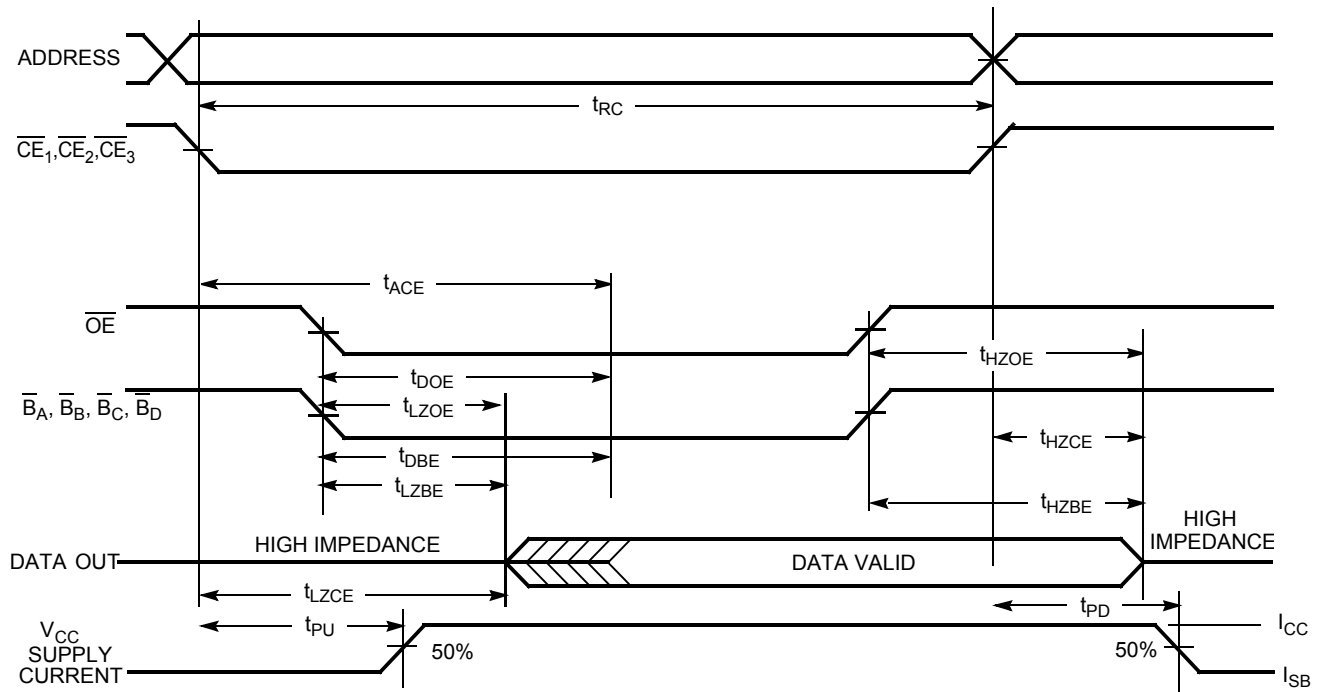 ADDRESS
tRC
CE1,CE2,CE3
tACE
OE
tHZOE
tDOE
BA, BB, BC, BD
tLZOE
tHZCE
tDBE
tLZBE
tHZBE
HIGH IMPEDANCE
HIGH
IMPEDANCE
DATA OUT
DATA VALID
tLZCE
tPD
tPU
VCC
SUPPLY
CURRENT
50%
50%
ICC
ISB